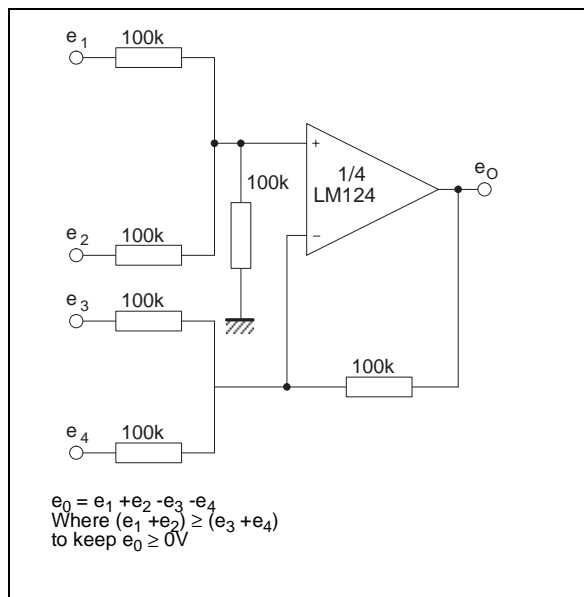 e1
100k
+
1/4
LM124
eO
100k
e2
100k
−
e3
100k
100k
e4
100k
e0 = e1 +e2 -e3 -e4
Where (e1 +e2) ≥ (e3 +e4)
to keep e0 ≥ 0V